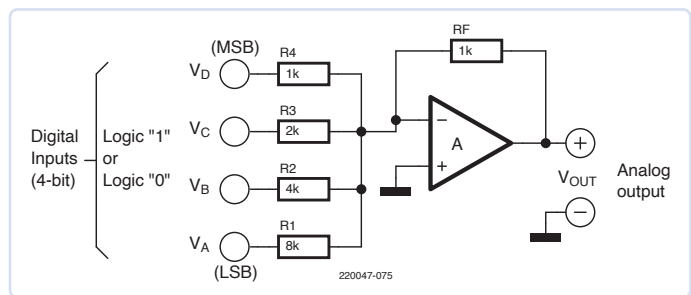 (MSB)
VD
R4
1k
RF
1k
VC
R3
2k
Digital
Inputs
(4-bit)
Logic "1"
or
Logic "0"
VB
R2
4k
VA
(LSB)
R1
8k
−
A
+
+
VOUT
−
Analog
output
220047-075